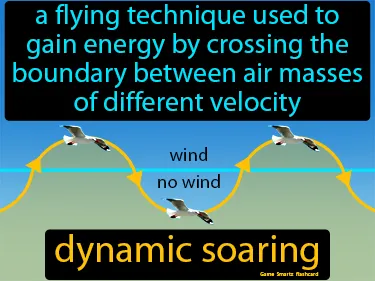 a flying technique used to
gain energy by crossing the
boundary between air masses
of different velocity
wind
no wind
dynamic soaring
Game Smartz flashcard